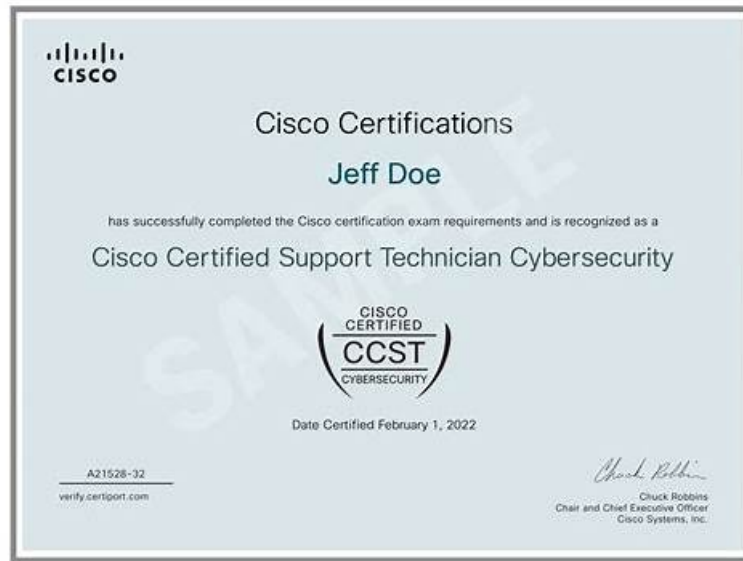 CISCO
Cisco Certifications
Jeff Doe
has successfully completed the Cisco certification exam requirements and is recognized as a
Cisco Certified Support Technician Cybersecurity
SAMPLE
CISCO
CERTIFIED
CCST
CYBERSECURITY
Date Certified February 1, 2022
A21528-32
verify.certiport.com
Chuck Robbins
Chuck Robbins
Chair and Chief Executive Officer
Cisco Systems, Inc.